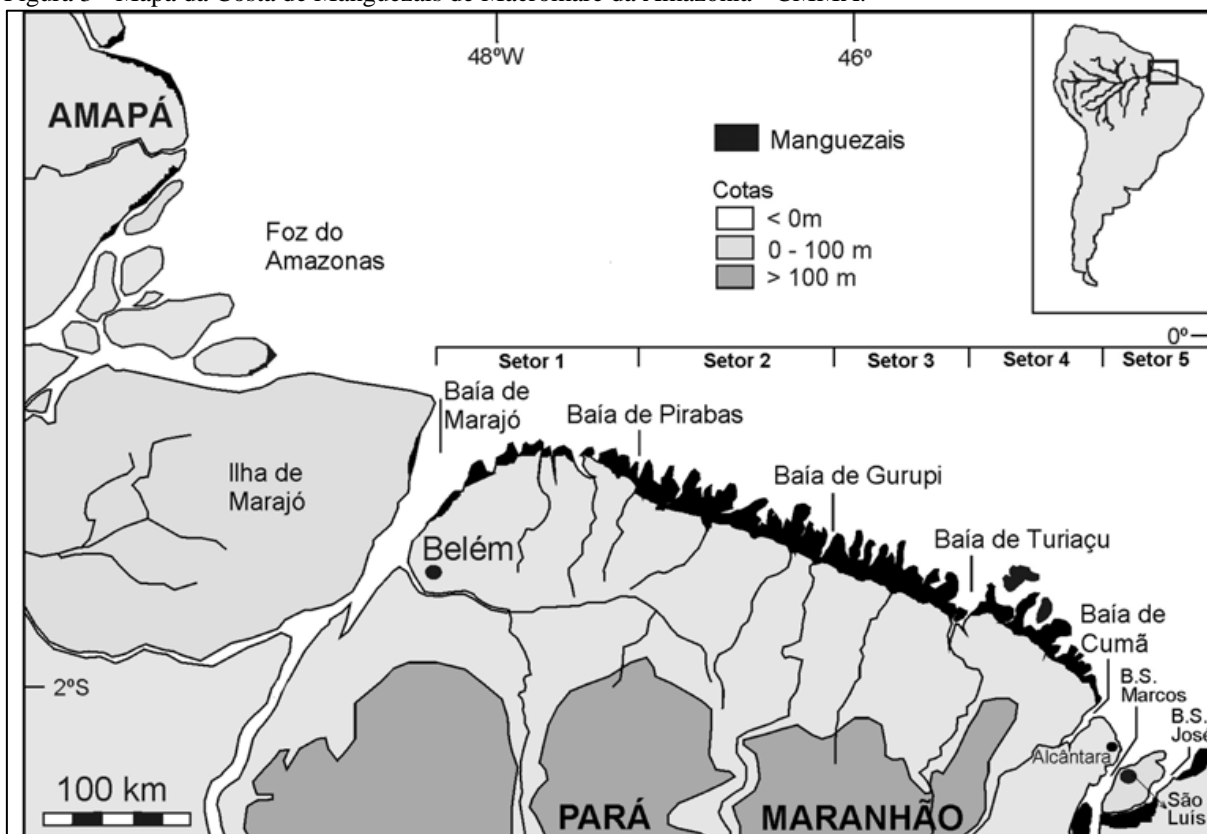 Figura 3 - Mapa da Costa de Manguezais de Macromaré da Amazônia - CMMA.
48ºW
46º
AMAPÁ
Manguezais
Cotas
< 0m
0 - 100 m
> 100 m
Foz do
Amazonas
0º
Setor 1
Setor 2
Setor 3
Setor 4
Setor 5
Baía de
Marajó
Baía de Pirabas
Baía de Gurupi
Ilha de
Marajó
Belém
Baía de Turiaçu
Baía de
Cumã
2ºS
B.S.
Marcos
B.S.
José
Alcântara
100 km
PARÁ
MARANHÃO
São
Luís